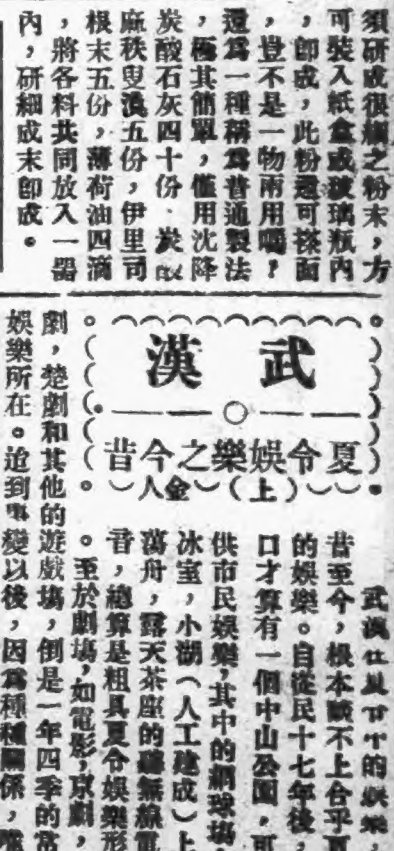 須研成很細之粉末，方
可裝入紙盒或玻璃瓶內
，卽成，此粉還可搽面
，豈不是一物兩用嗎？
還爲一種稱爲普通製法
，極其簡單，僅用沈降
炭酸石灰四十份．炭酸
麻秩叟漠五份，伊里司
根末五份，薄荷油四滴
，將各料共同放入一器
內，研細成末卽成。
武漢
夏令娛樂之今昔
（上）
金人
武漢 的娛樂，
昔至今，根本談不上合乎夏
的娛樂。自從民十七年後，
口才算有一個中山公園，可
供市民娛樂，其中的網球場
冰室，小湖（人工建成）上
蕩舟，露天茶座的聽無線電
音，總算是粗具夏令娛樂形
。至於劇場，如電影，京劇，
劇，楚劇和其他的遊戲塲，倒是一年四季的常
娛樂所在。迨到事變以後，因爲種種關係，